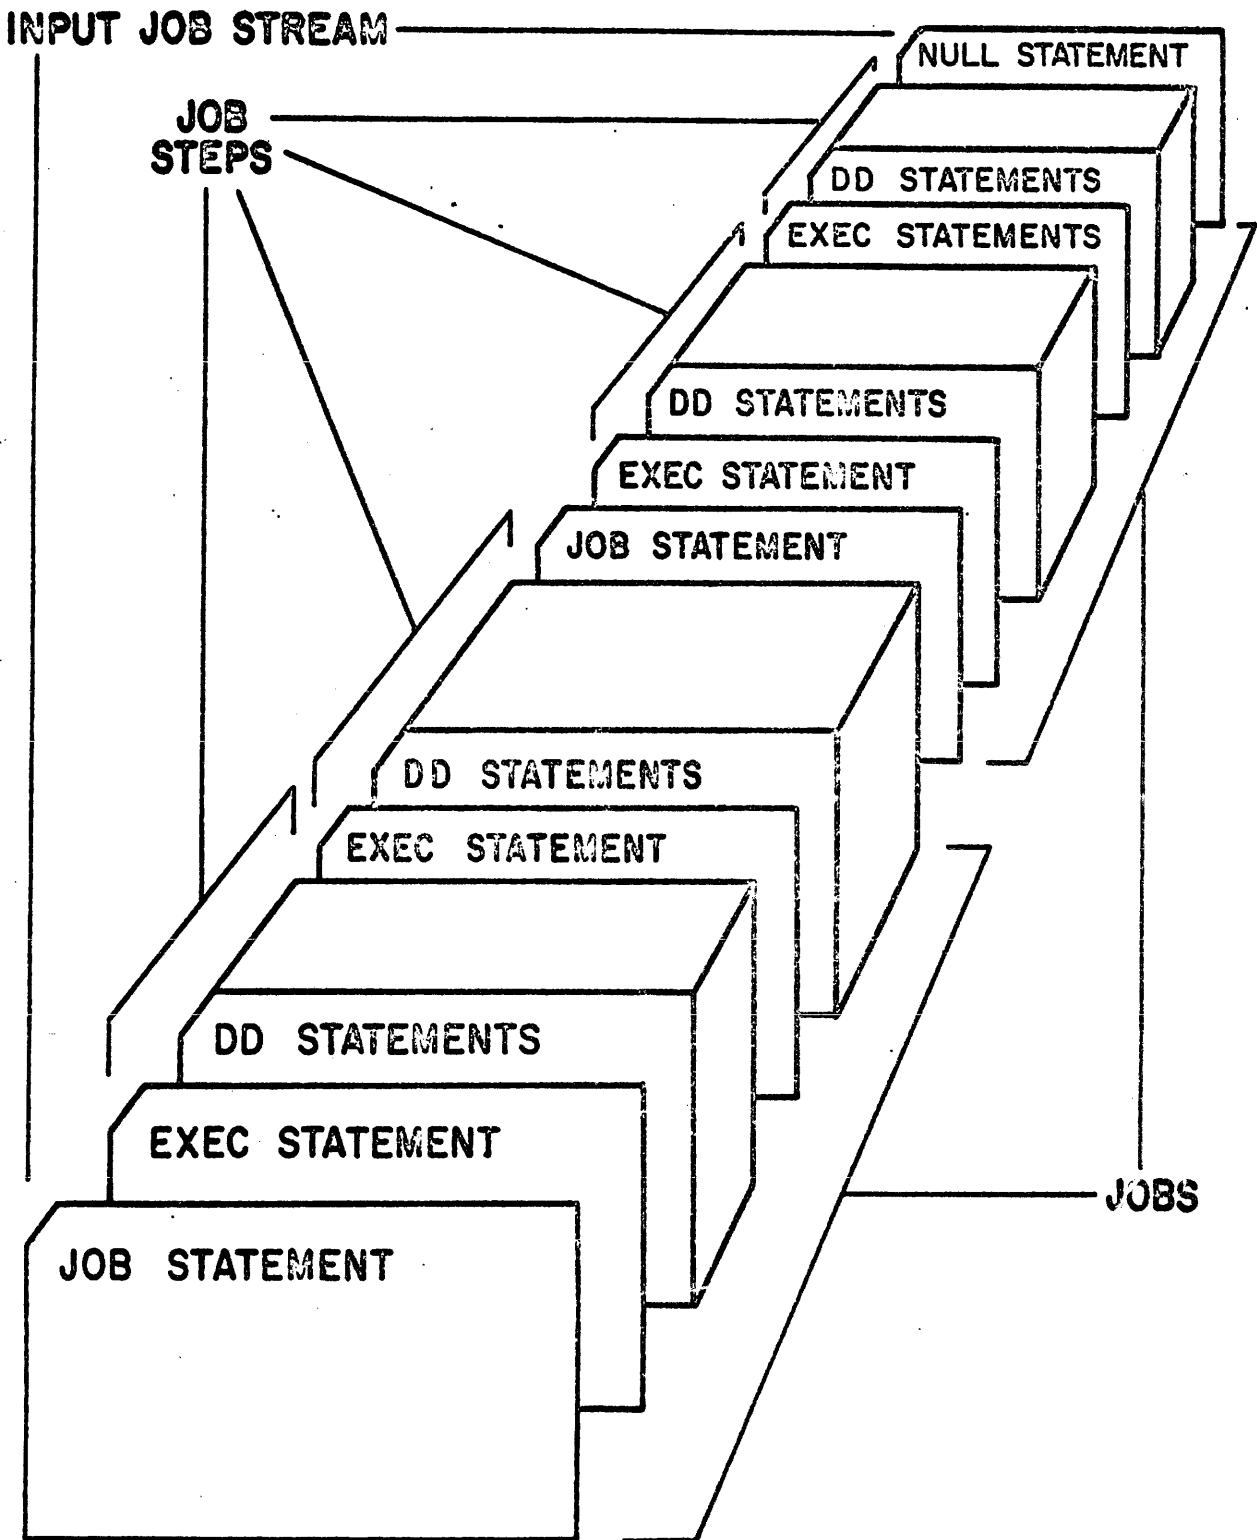 INPUT JOB STREAM
NULL STATEMENT
JOB
STEPS
DD STATEMENTS
EXEC STATEMENTS
DD STATEMENTS
EXEC STATEMENT
JOB STATEMENT
DD STATEMENTS
EXEC STATEMENT
DD STATEMENTS
EXEC STATEMENT
JOBS
JOB STATEMENT